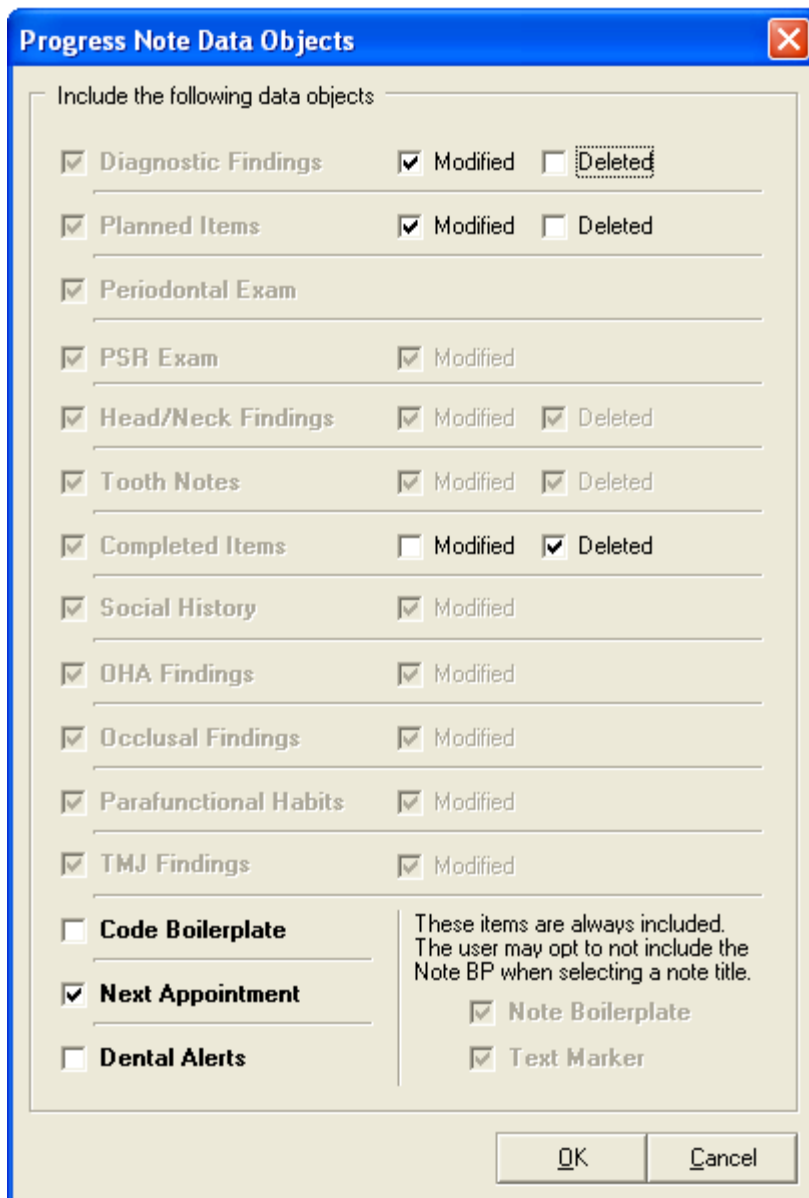 Progress Note Data Objects
Include the following data objects
Diagnostic Findings Modified Deleted
Planned Items Modified Deleted
Periodontal Exam
PSR Exam Modified
Head/Neck Findings Modified Deleted
Tooth Notes Modified Deleted
Completed Items Modified Deleted
Social History Modified
OHA Findings Modified
Occlusal Findings Modified
Parafunctional Habits Modified
TMJ Findings Modified
Code Boilerplate
Next Appointment
Dental Alerts
These items are always included.
The user may opt to not include the
Note BP when selecting a note title.
Note Boilerplate
Text Marker
OK Cancel